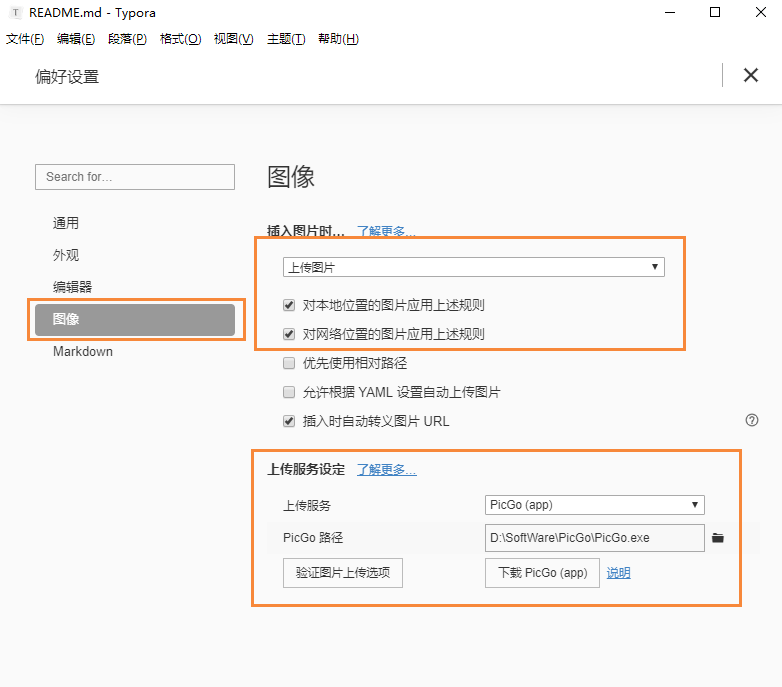 T README.md - Typora
文件(F) 编辑(E) 段落(P) 格式(O) 视图(V) 主题(T) 帮助(H)
偏好设置
Search for...
图像
通用
外观
编辑器
图像
Markdown
插入图片时... 了解更多...
上传图片
对本地位置的图片应用上述规则
对网络位置的图片应用上述规则
优先使用相对路径
允许根据 YAML 设置自动上传图片
插入时自动转义图片 URL
上传服务设定 了解更多...
上传服务 PicGo (app)
PicGo 路径 D:\SoftWare\PicGo\PicGo.exe
验证图片上传选项 下载 PicGo (app) 说明